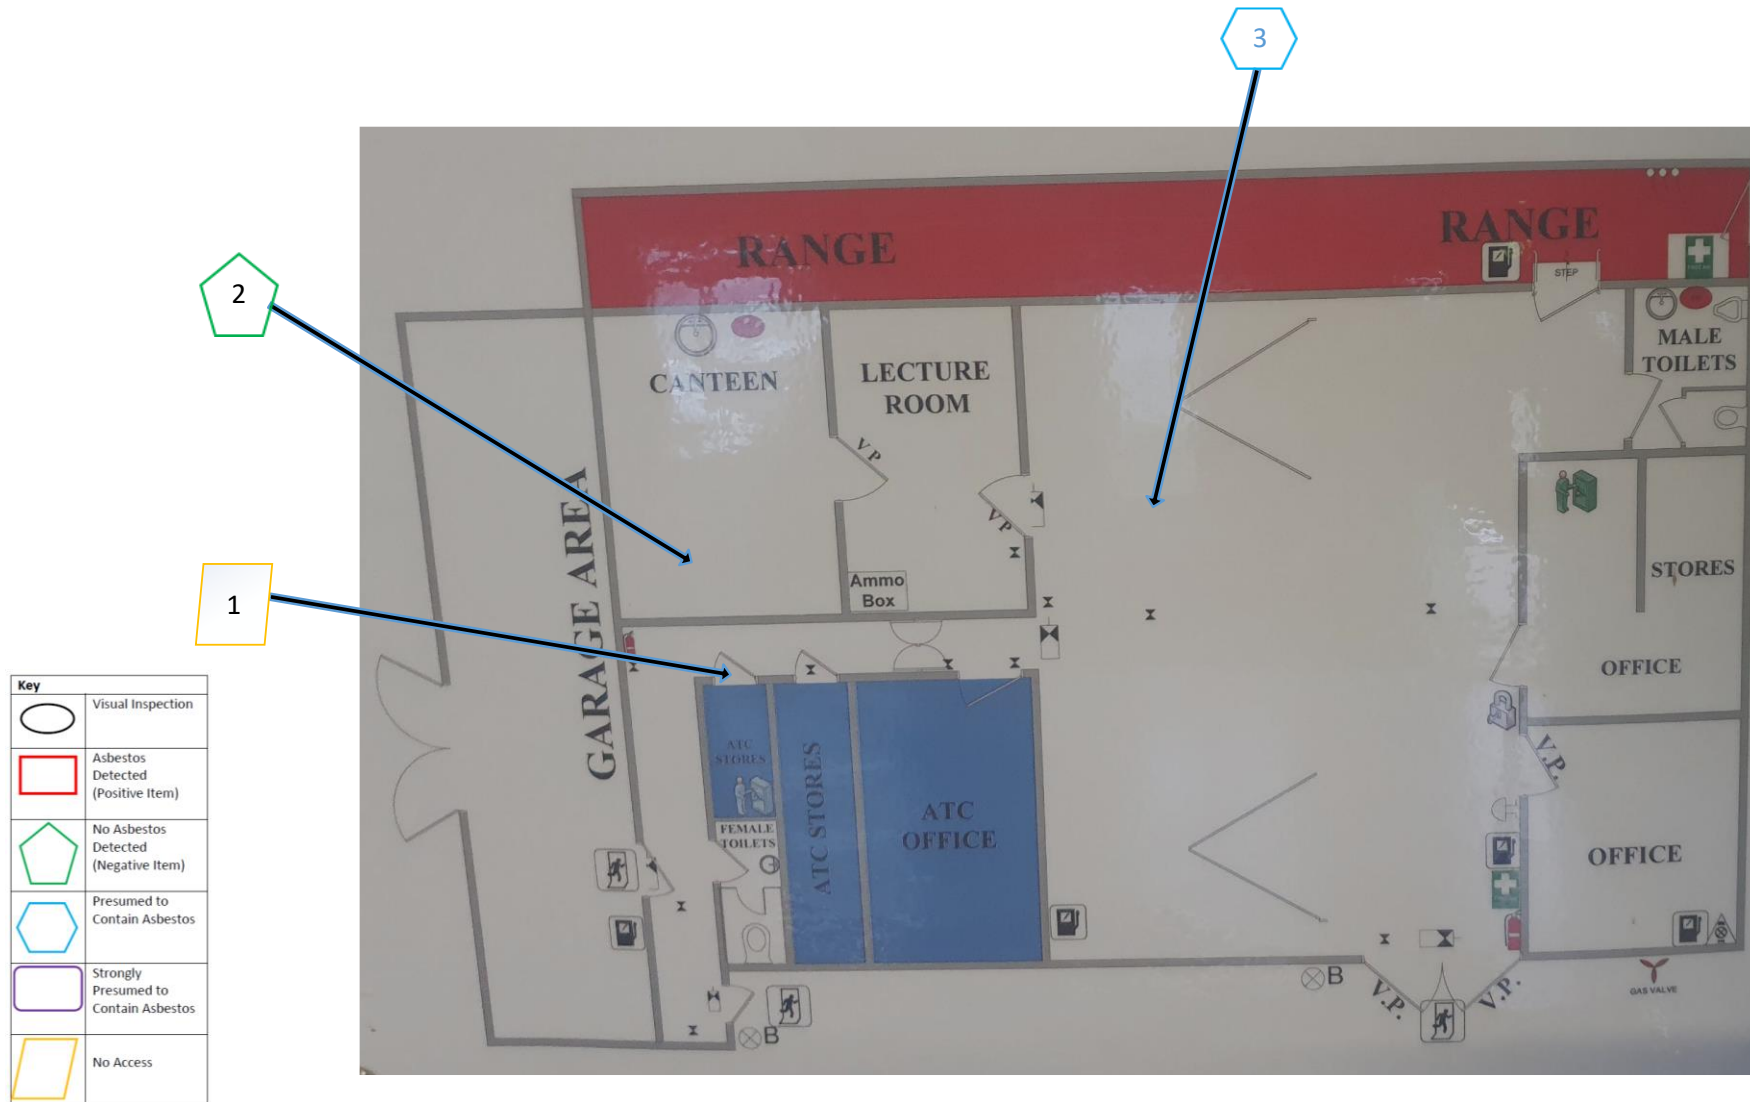 3
RANGE
RANGE
STEP
2
CANTEEN
LECTURE
ROOM
MALE
TOILETS
V P
VP
GARAGE AREA
Ammo
Box
STORES
1
OFFICE
Key
Visual Inspection
Asbestos
Detected
(Positive Item)
No Asbestos
Detected
(Negative Item)
Presumed to
Contain Asbestos
Strongly
Presumed to
Contain Asbestos
No Access
ATC
STORES
ATC STORES
ATC
OFFICE
FEMALE
TOILETS
V.P.
OFFICE
B
V.P.
V.P.
GAS VALVE
B